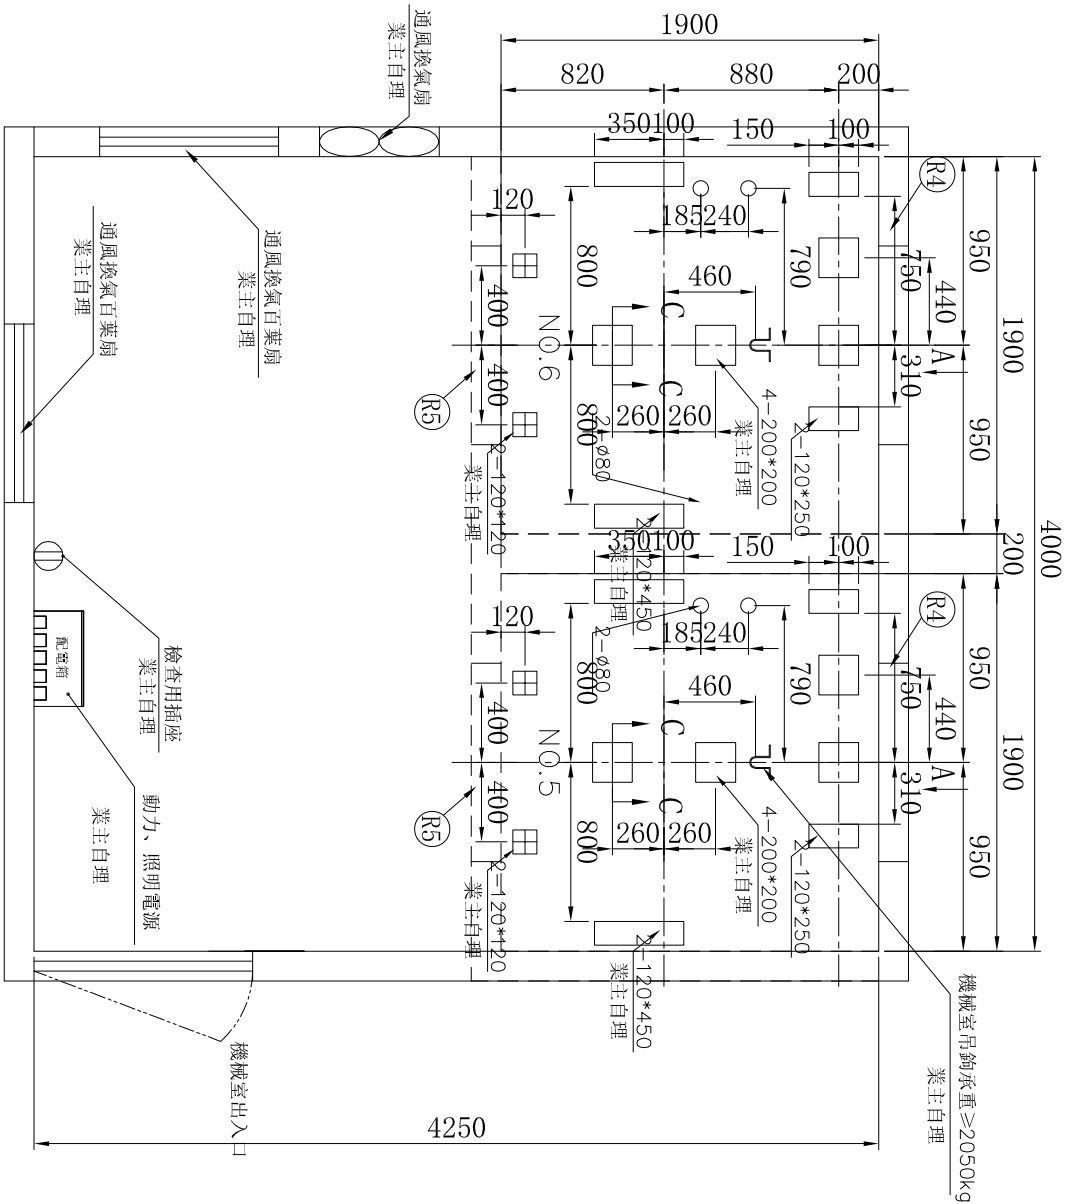 1900
820
880
200
350
100
150
100
通風換氣扇
業主自理
R4
120
185
240
950
750
440
800
790
460
400
1900
通風換氣百葉扇
業主自理
通風換氣百葉扇
業主自理
C
NO.6
A
310
400
C
R5
800
260
260
2-ø80
4-200*200
業主自理
2-120*250
950
2-120*120
業主自理
4000
200
350
100
150
100
2-120*450
業主自理
R4
120
185
240
2-ø80
950
750
440
800
790
460
400
1900
檢查用插座
業主自理
配電箱
C
NO.5
A
310
400
C
R5
800
260
260
動力、照明電源
業主自理
4-200*200
業主自理
2-120*250
950
2-120*120
業主自理
2-120*450
業主自理
機械室吊鉤承重≥2050kg
業主自理
機械室出入口
4250